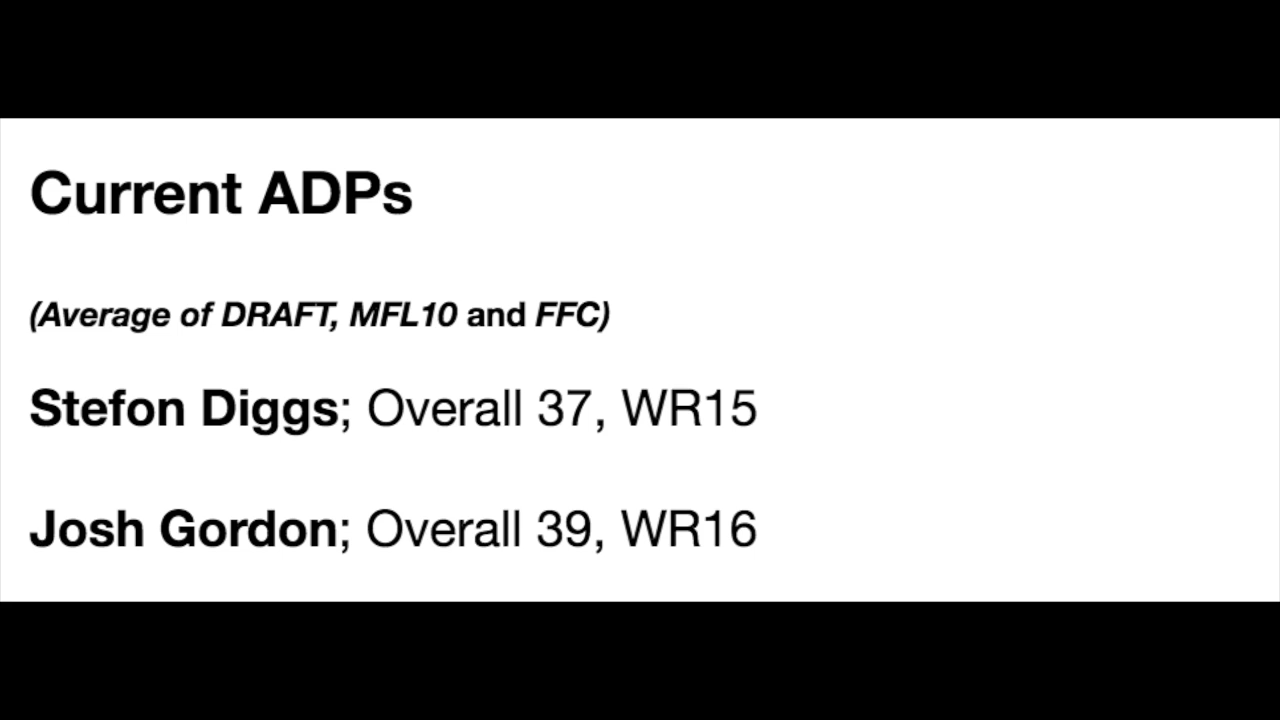 Current ADPs
(Average of DRAFT, MFL10 and FFC)
Stefon Diggs; Overall 37, WR15
Josh Gordon; Overall 39, WR16